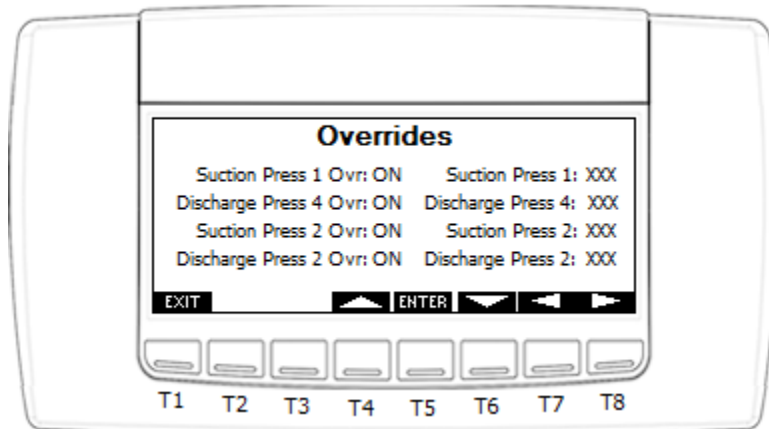 Overrides
Suction Press 1 Ovr: ON Suction Press 1: XXX
Discharge Press 4 Ovr: ON Discharge Press 4: XXX
Suction Press 2 Ovr: ON Suction Press 2: XXX
Discharge Press 2 Ovr: ON Discharge Press 2: XXX
EXIT ENTER
T1 T2 T3 T4 T5 T6 T7 T8